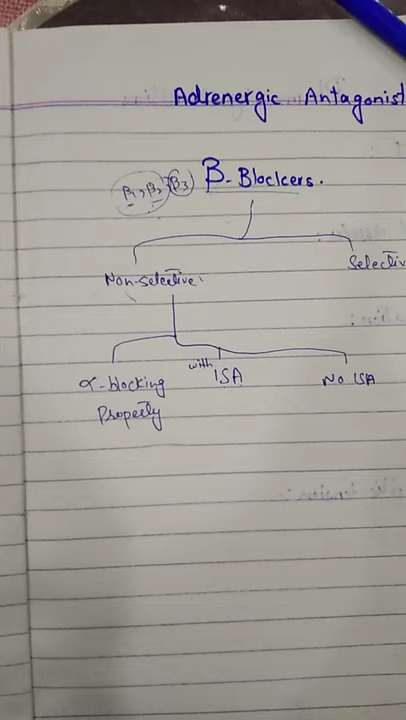 Adrenergic Antagonist
β1, β2, (β3) β-Blockers.
Non-selective: Selectiv
α-blocking with ISA No ISA
Property